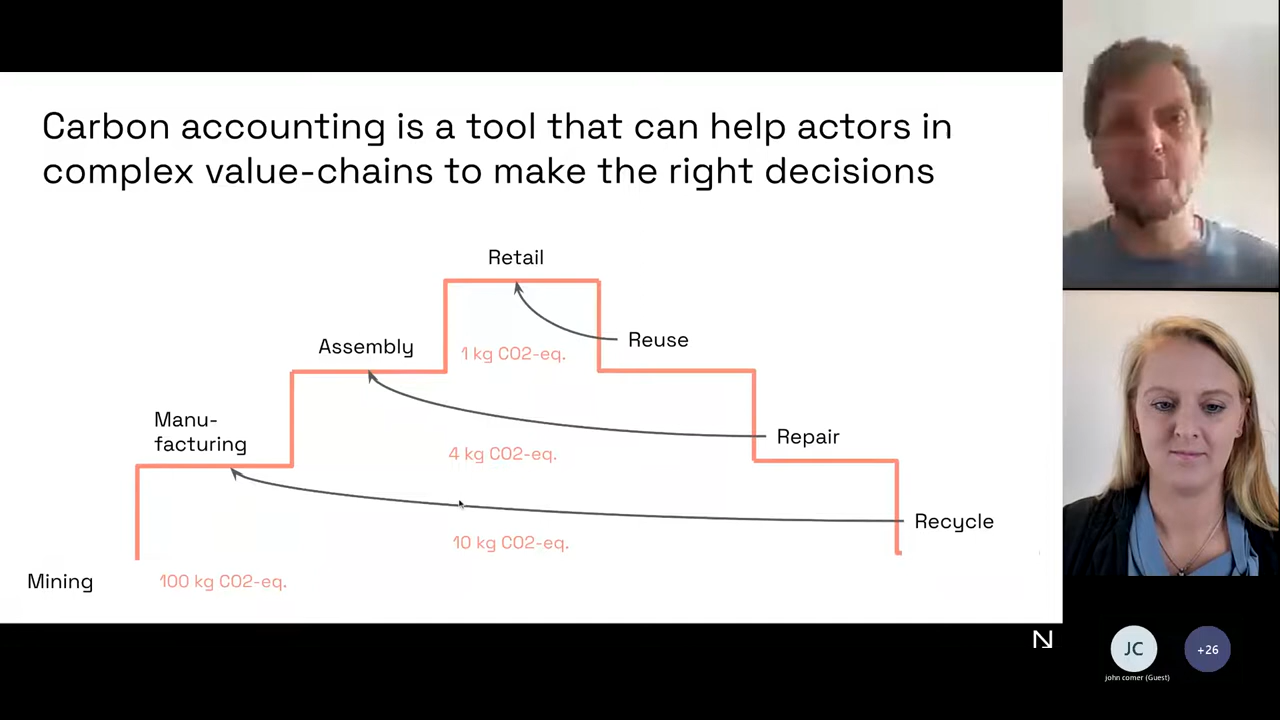 Carbon accounting is a tool that can help actors in
complex value-chains to make the right decisions
Retail
Reuse
1 kg CO2-eq.
Assembly
Manu-
facturing
Repair
4 kg CO2-eq.
Recycle
10 kg CO2-eq.
Mining
100 kg CO2-eq.
N
JC
+26
john comer (Guest)